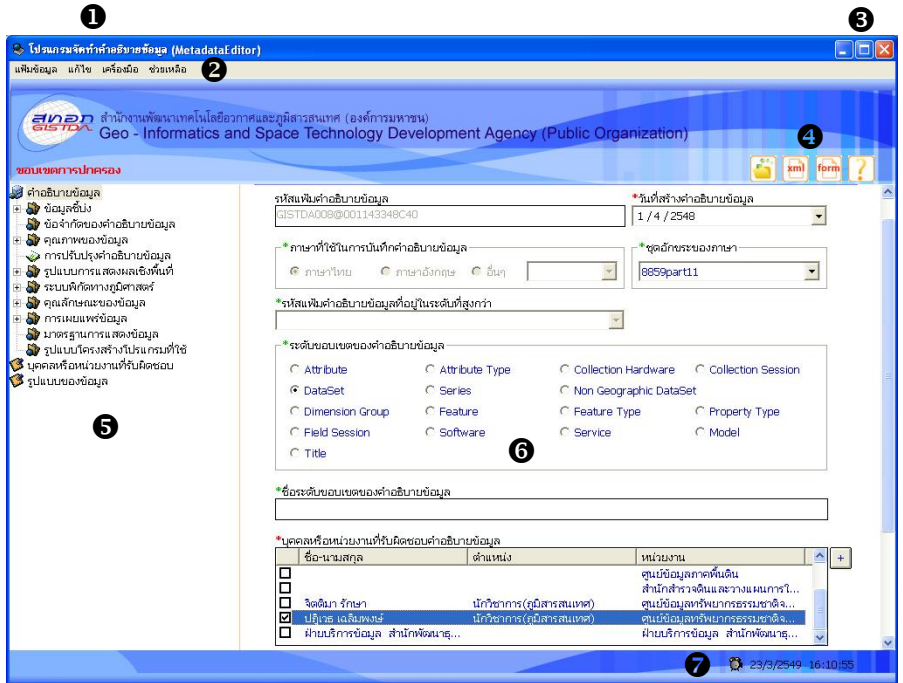 ❶
❸
โปรแกรมจัดทำคำอธิบายข้อมูล (MetadataEditor)
แฟ้มข้อมูล แก้ไข เครื่องมือ ช่วยเหลือ ❷
สทอภ
GISTDA
สำนักงานพัฒนาเทคโนโลยีอวกาศและภูมิสารสนเทศ (องค์การมหาชน)
Geo - Informatics and Space Technology Development Agency (Public Organization)
❹
ขอบเขตการปกครอง
xml form ?
คำอธิบายข้อมูล
ข้อมูลชี้บ่ง
ข้อจำกัดของคำอธิบายข้อมูล
คุณภาพของข้อมูล
การปรับปรุงคำอธิบายข้อมูล
รูปแบบการแสดงผลเชิงพื้นที่
ระบบพิกัดทางภูมิศาสตร์
คุณลักษณะของข้อมูล
การเผยแพร่ข้อมูล
มาตรฐานการแสดงข้อมูล
รูปแบบโครงสร้างโปรแกรมที่ใช้
บุคคลหรือหน่วยงานที่รับผิดชอบ
รูปแบบของข้อมูล
❺
รหัสแฟ้มคำอธิบายข้อมูล
GISTDA008@001143348C40
*วันที่สร้างคำอธิบายข้อมูล
1 / 4 / 2548
*ภาษาที่ใช้ในการบันทึกคำอธิบายข้อมูล
ภาษาไทย ภาษาอังกฤษ อื่นๆ
*ชุดอักขระของภาษา
8859part11
*รหัสแฟ้มคำอธิบายข้อมูลที่อยู่ในระดับที่สูงกว่า
*ระดับขอบเขตของคำอธิบายข้อมูล
Attribute Attribute Type Collection Hardware Collection Session
DataSet Series Non Geographic DataSet
Dimension Group Feature Feature Type Property Type
Field Session Software Service Model
Title
❻
*ชื่อระดับขอบเขตของคำอธิบายข้อมูล
*บุคคลหรือหน่วยงานที่รับผิดชอบคำอธิบายข้อมูล
ชื่อ-นามสกุล ตำแหน่ง หน่วยงาน
+
ศูนย์ข้อมูลภาคพื้นดิน
สำนักสำรวจดินและวางแผนการใ...
จิตติมา รักษา นักวิชาการ(ภูมิสารสนเทศ) ศูนย์ข้อมูลทรัพยากรธรรมชาติจ...
ปฏิเวธ เฉลิมพงษ์ นักวิชาการ(ภูมิสารสนเทศ) ศูนย์ข้อมูลทรัพยากรธรรมชาติจ...
ฝ่ายบริการข้อมูล สำนักพัฒนาธุ... ฝ่ายบริการข้อมูล สำนักพัฒนาธุ...
❼ 23/3/2549 16:10:55